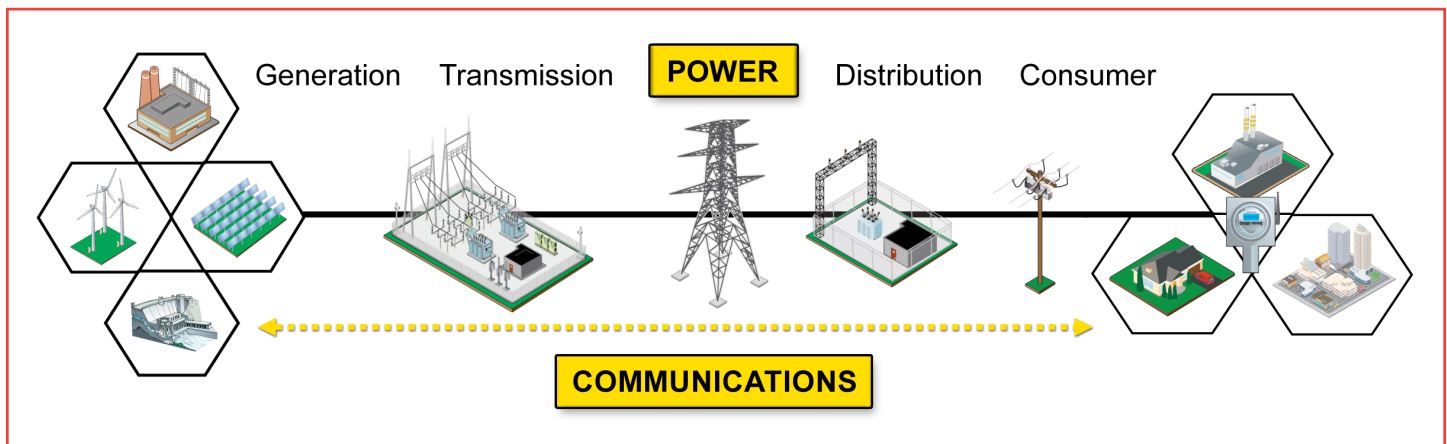 Generation Transmission POWER Distribution Consumer
COMMUNICATIONS